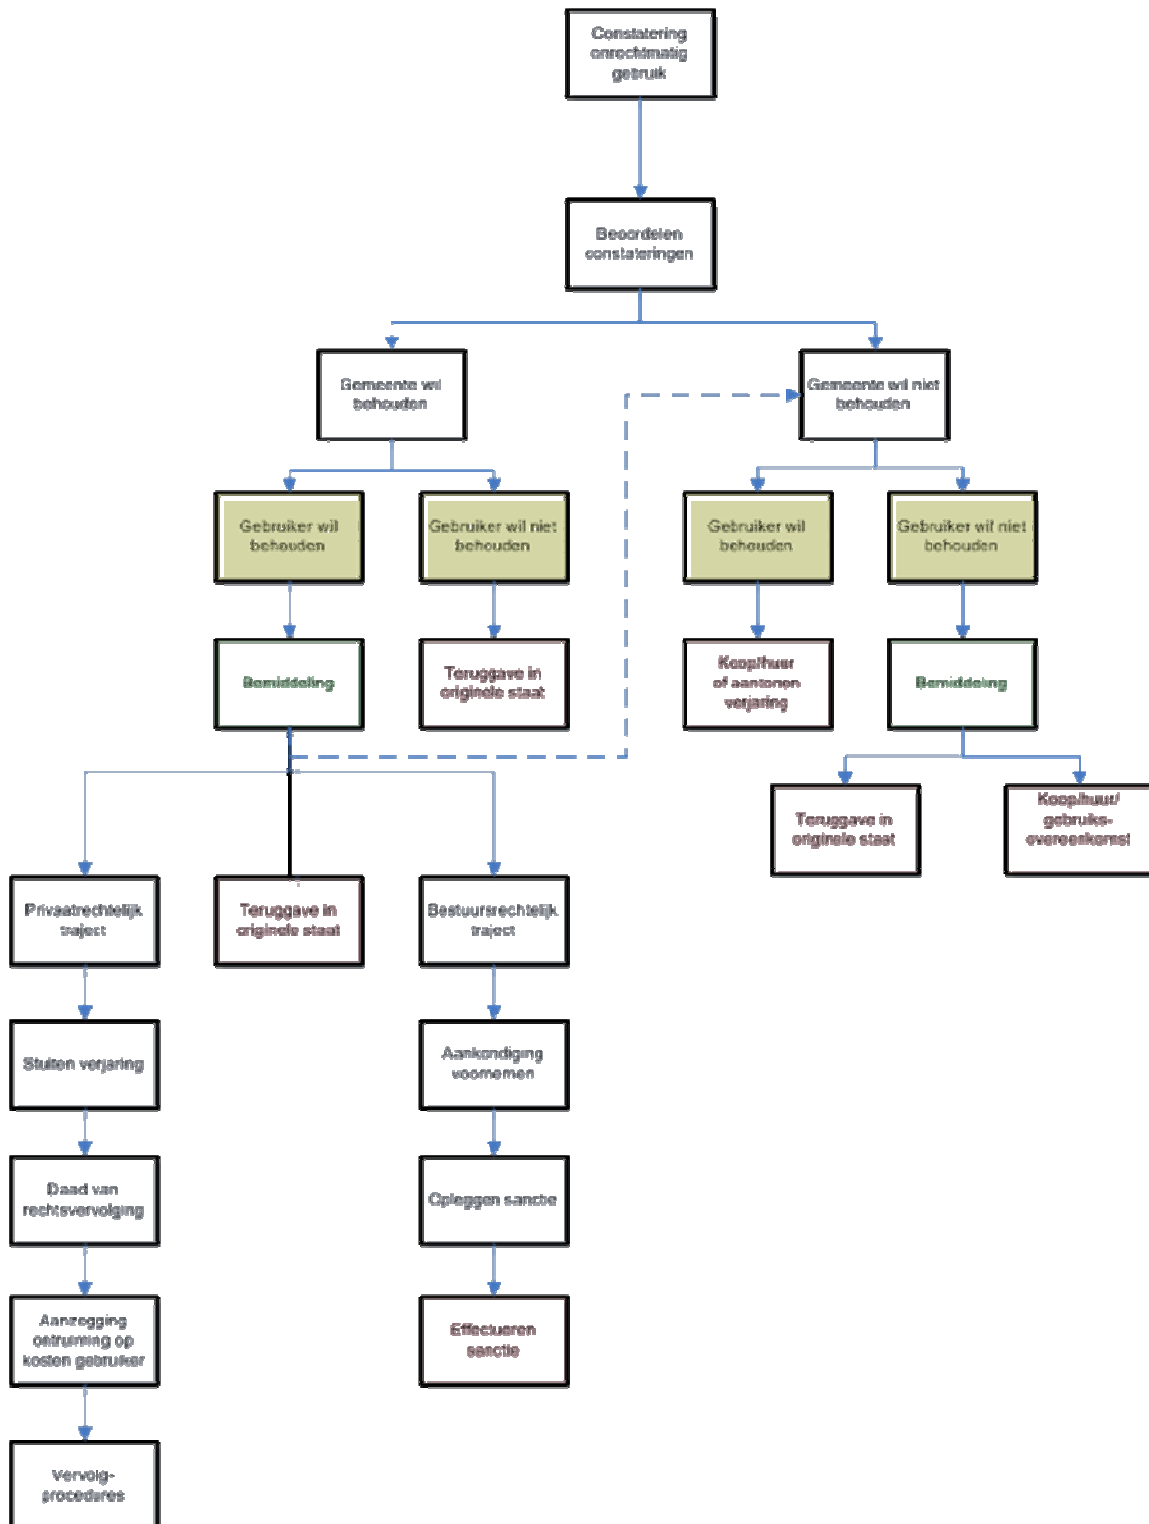 Constatering
onrechtmatig
gebruik
Beoordelen
constateringen
Gemeente wil
behouden
Gemeente wil niet
behouden
Gebruiker wil
behouden
Gebruiker wil niet
behouden
Gebruiker wil
behouden
Gebruiker wil niet
behouden
Bemiddeling
Teruggave in
originele staat
Koop/huur
of aantonen
verjaring
Bemiddeling
Teruggave in
originele staat
Koop/huur/
gebruiks-
overeenkomst
Privaatrechtelijk
traject
Teruggave in
originele staat
Bestuursrechtelijk
traject
Stuiten verjaring
Aankondiging
voornemen
Daad van
rechtsvervolging
Opleggen sanctie
Aanzegging
ontruiming op
kosten gebruiker
Effectueren
sanctie
Vervolg-
procedures